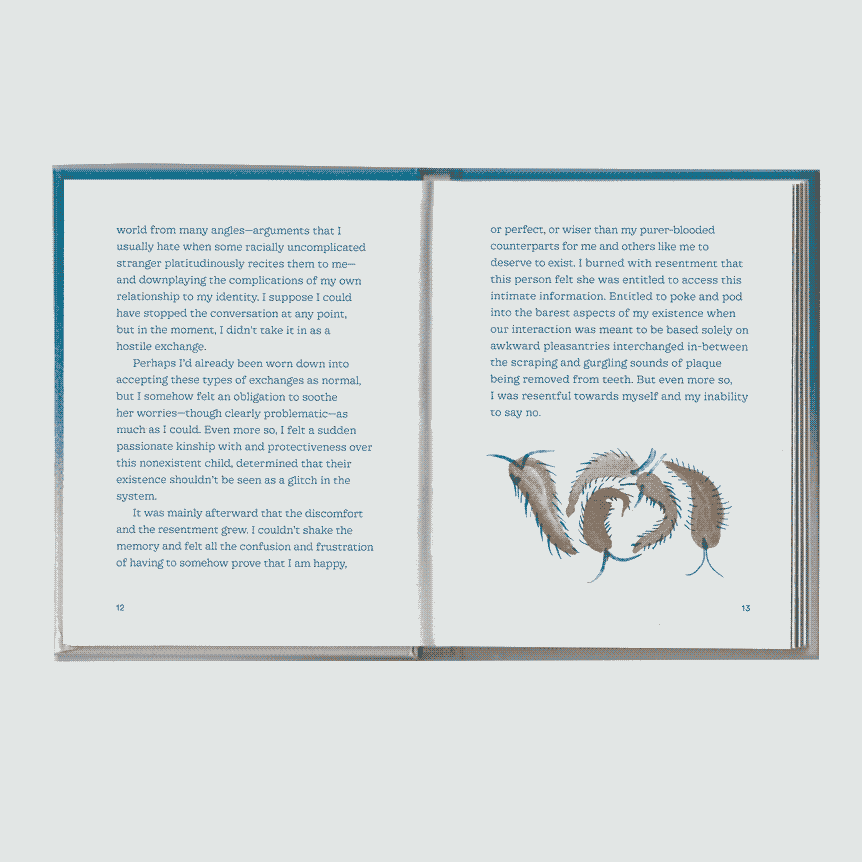 world from many angles—arguments that I
usually hate when some racially uncomplicated
stranger platitudinously recites them to me—
and downplaying the complications of my own
relationship to my identity. I suppose I could
have stopped the conversation at any point,
but in the moment, I didn't take it in as a
hostile exchange.
Perhaps I'd already been worn down into
accepting these types of exchanges as normal,
but I somehow felt an obligation to soothe
her worries—though clearly problematic—as
much as I could. Even more so, I felt a sudden
passionate kinship with and protectiveness over
this nonexistent child, determined that their
existence shouldn't be seen as a glitch in the
system.
It was mainly afterward that the discomfort
and the resentment grew. I couldn't shake the
memory and felt all the confusion and frustration
of having to somehow prove that I am happy,
12
or perfect, or wiser than my purer-blooded
counterparts for me and others like me to
deserve to exist. I burned with resentment that
this person felt she was entitled to access this
intimate information. Entitled to poke and pod
into the barest aspects of my existence when
our interaction was meant to be based solely on
awkward pleasantries interchanged in-between
the scraping and gurgling sounds of plaque
being removed from teeth. But even more so,
I was resentful towards myself and my inability
to say no.
13